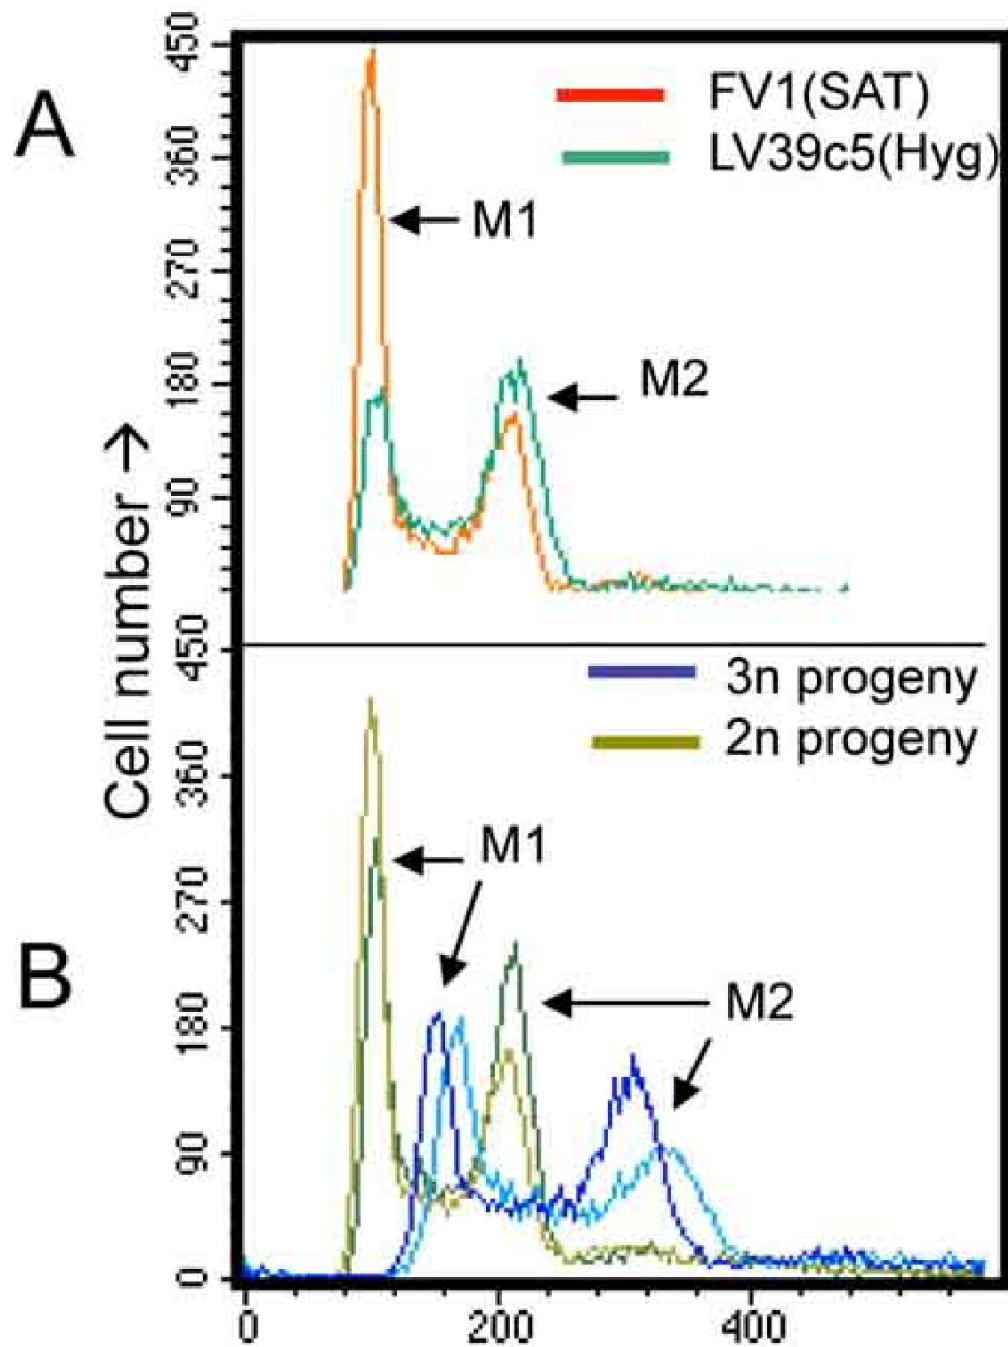 A
450
360
270
180
90
FV1(SAT)
LV39c5(Hyg)
M1
M2
Cell number →
B
450
360
270
180
90
0
3n progeny
2n progeny
M1
M2
0
200
400